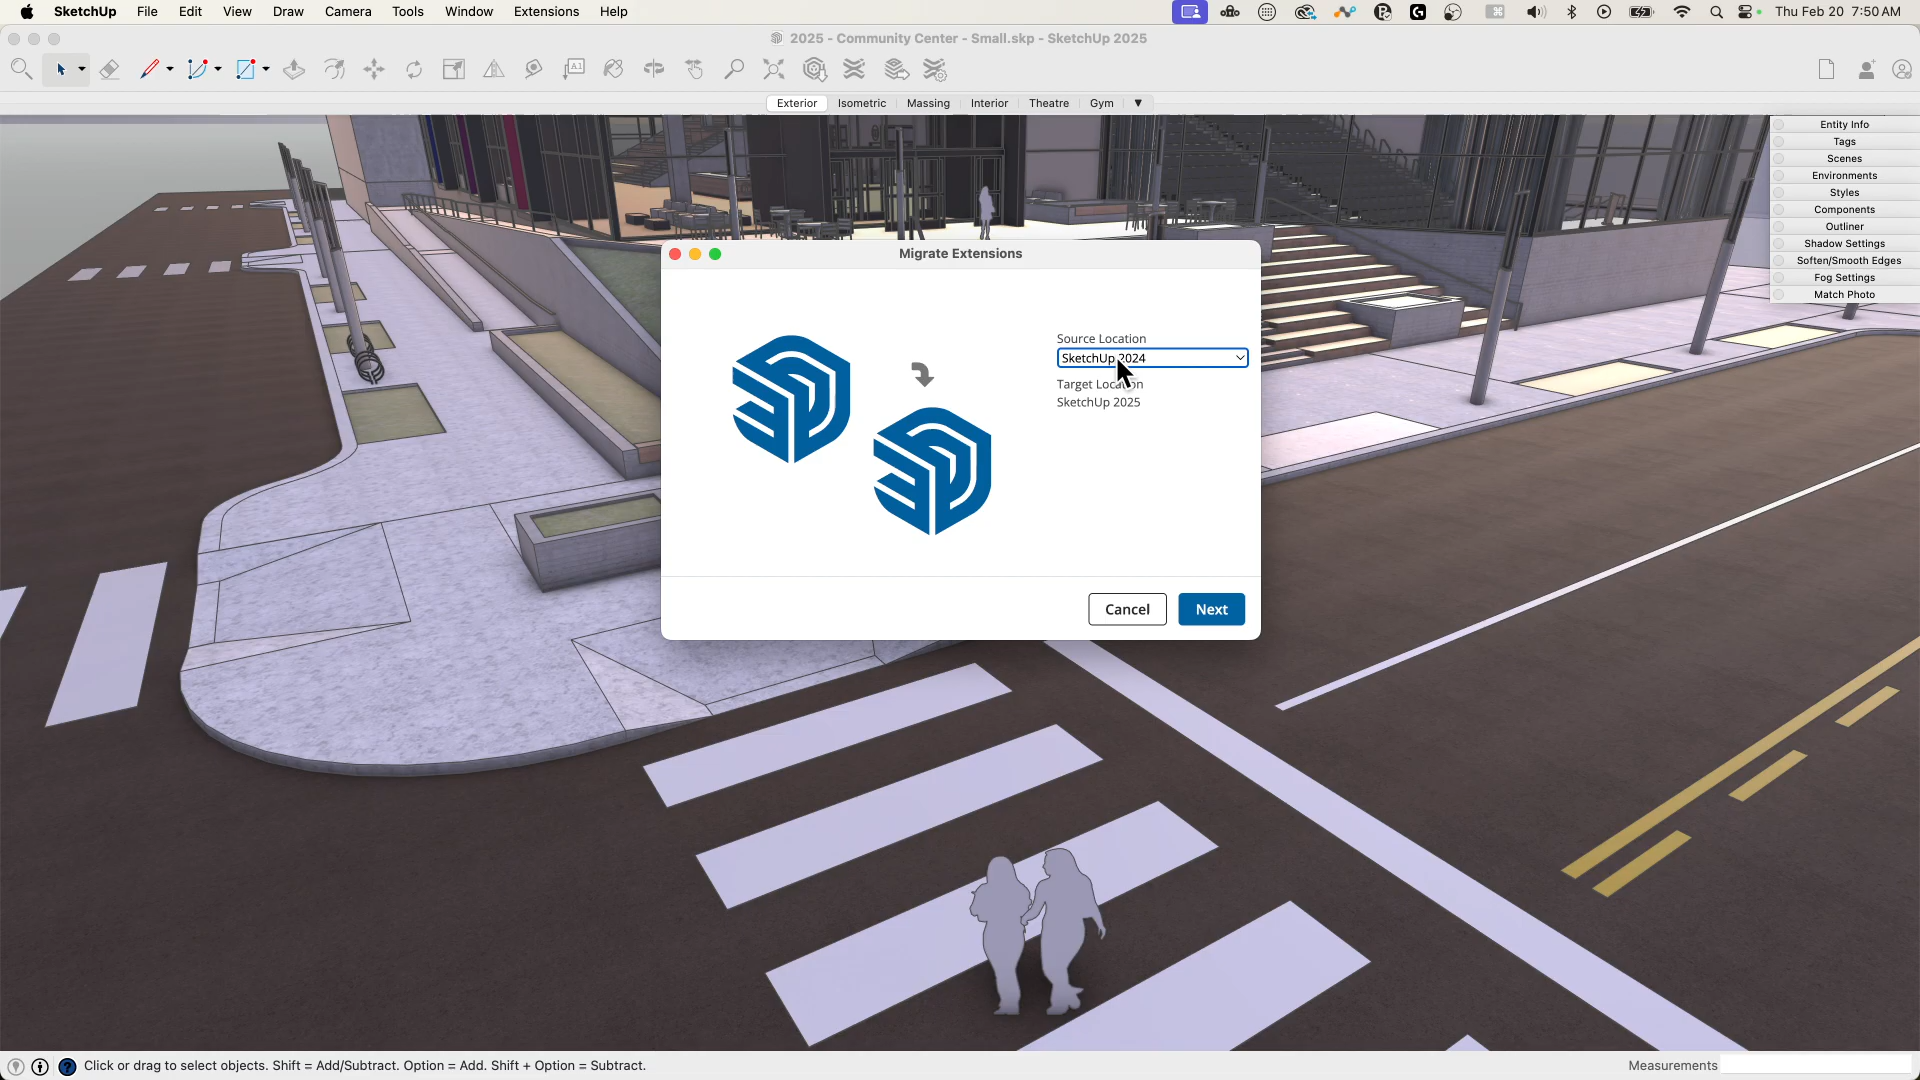 SketchUp File Edit View Draw Camera Tools Window Extensions Help
Thu Feb 20 7:50 AM
2025 - Community Center - Small.skp - SketchUp 2025
A1
Exterior Isometric Massing Interior Theatre Gym
Entity Info
Tags
Scenes
Environments
Styles
Components
Outliner
Shadow Settings
Soften/Smooth Edges
Fog Settings
Match Photo
Migrate Extensions
Source Location
SketchUp 2024
Target Location
SketchUp 2025
Cancel Next
Click or drag to select objects. Shift = Add/Subtract. Option = Add. Shift + Option = Subtract.
Measurements